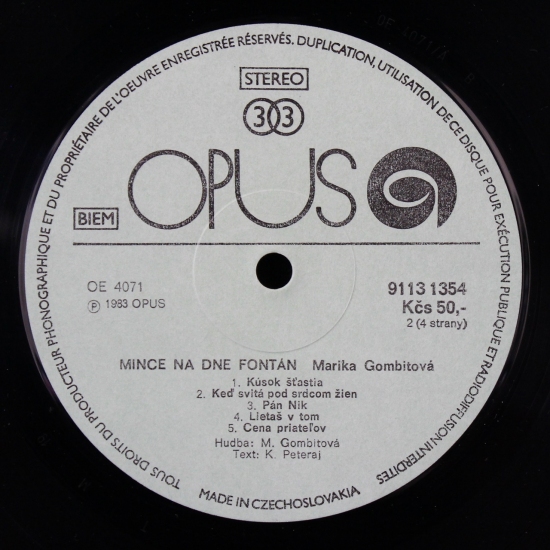 TOUS DROITS DU PRODUCTEUR PHONOGRAPHIQUE ET DU PROPRIÉTAIRE DE L'OEUVRE ENREGISTRÉE RÉSERVÉS. DUPLICATION, UTILISATION DE CE DISQUE POUR EXÉCUTION PUBLIQUE ET RADIODIFFUSION INTERDITES
STEREO
33
OPUS
BIEM
OE 4071
Ⓟ 1983 OPUS
9113 1354
Kčs 50,-
2 (4 strany)
MINCE NA DNE FONTÁN Marika Gombitová
1. Kúsok šťastia
2. Keď svitá pod srdcom žien
3. Pán Nik
4. Lietaš v tom
5. Cena priateľov
Hudba: M. Gombitová
Text: K. Peteraj
MADE IN CZECHOSLOVAKIA